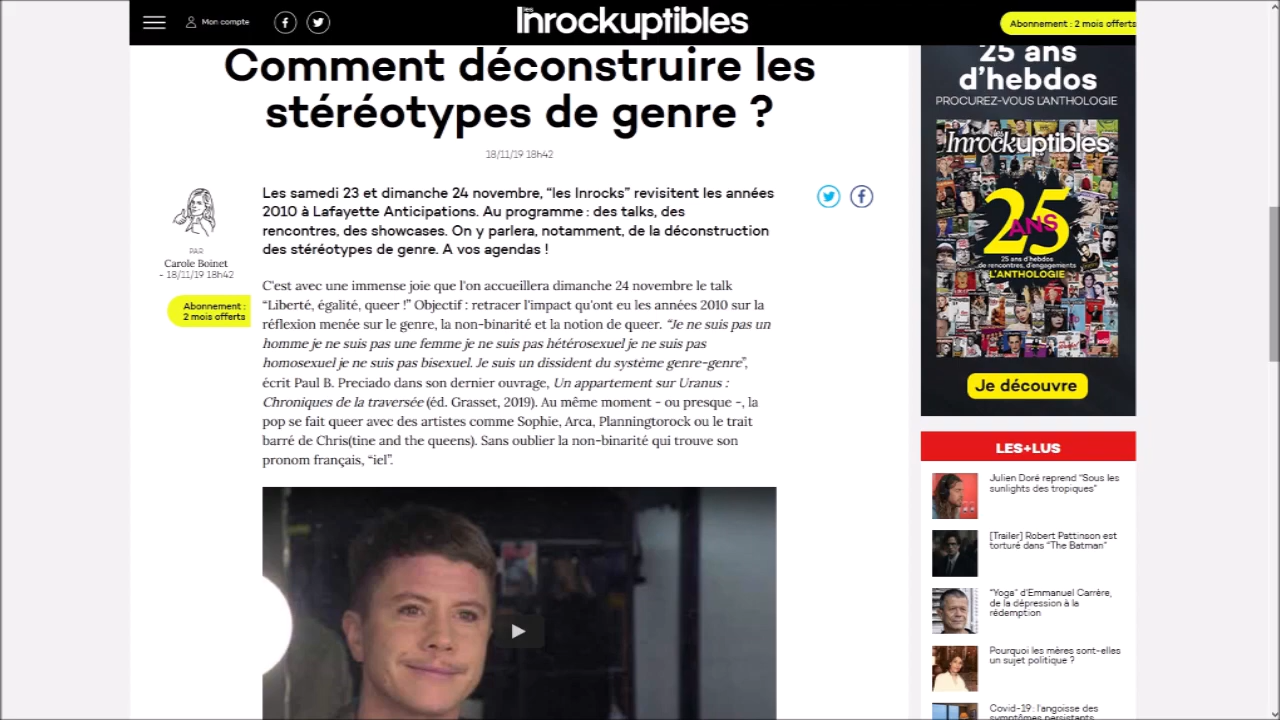 Mon compte
les
Inrockuptibles
Abonnement : 2 mois offerts
Comment déconstruire les
stéréotypes de genre ?
18/11/19 18h42
PAR
Carole Boinet
- 18/11/19 18h42
Abonnement :
2 mois offerts
Les samedi 23 et dimanche 24 novembre, “les Inrocks” revisitent les années
2010 à Lafayette Anticipations. Au programme : des talks, des
rencontres, des showcases. On y parlera, notamment, de la déconstruction
des stéréotypes de genre. A vos agendas !
C'est avec une immense joie que l'on accueillera dimanche 24 novembre le talk
“Liberté, égalité, queer !” Objectif : retracer l'impact qu'ont eu les années 2010 sur la
réflexion menée sur le genre, la non-binarité et la notion de queer. “Je ne suis pas un
homme je ne suis pas une femme je ne suis pas hétérosexuel je ne suis pas
homosexuel je ne suis pas bisexuel. Je suis un dissident du système genre-genre”,
écrit Paul B. Preciado dans son dernier ouvrage, Un appartement sur Uranus :
Chroniques de la traversée (éd. Grasset, 2019). Au même moment - ou presque -, la
pop se fait queer avec des artistes comme Sophie, Arca, Planningtorock ou le trait
barré de Chris(tine and the queens). Sans oublier la non-binarité qui trouve son
pronom français, “iel”.
25 ans
d’hebdos
PROCUREZ-VOUS L’ANTHOLOGIE
les
Inrockuptibles
25
ANS
25 ans d'hebdos
de rencontres, d'engagements
L'ANTHOLOGIE
Je découvre
LES+LUS
Julien Doré reprend “Sous les
sunlights des tropiques”
[Trailer] Robert Pattinson est
torturé dans “The Batman”
“Yoga” d’Emmanuel Carrère,
de la dépression à la
rédemption
Pourquoi les mères sont-elles
un sujet politique ?
Covid-19 : l’angoisse des
symptômes persistants